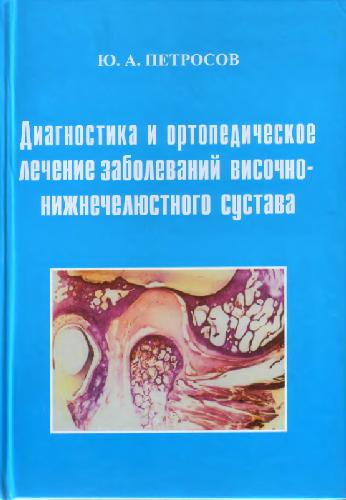 Ю. А. ПЕТРОСОВ
Диагностика и ортопедическое
лечение заболеваний височно-
нижнечелюстного сустава